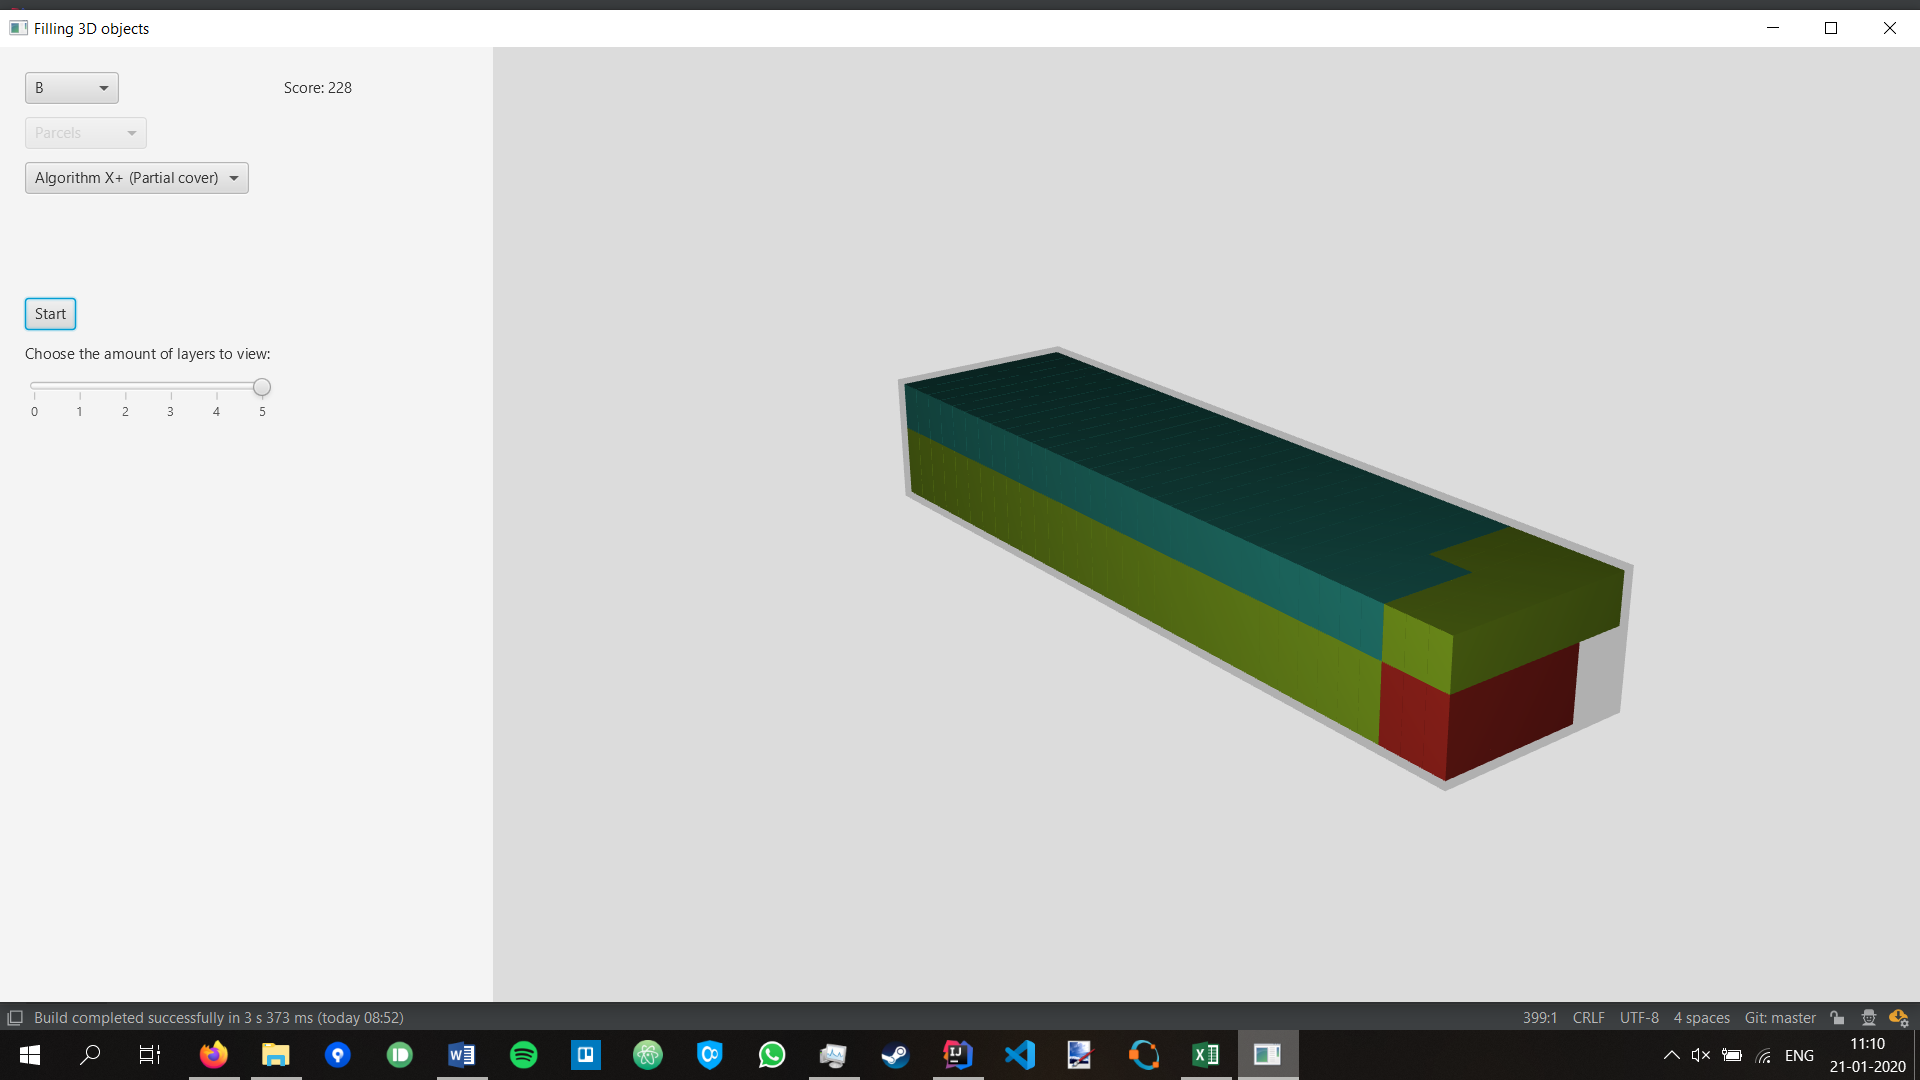 Filling 3D objects
B
Score: 228
Parcels
Algorithm X+ (Partial cover)
Start
Choose the amount of layers to view:
0 1 2 3 4 5
Build completed successfully in 3 s 373 ms (today 08:52)
399:1 CRLF UTF-8 4 spaces Git: master
ENG
11:10
21-01-2020